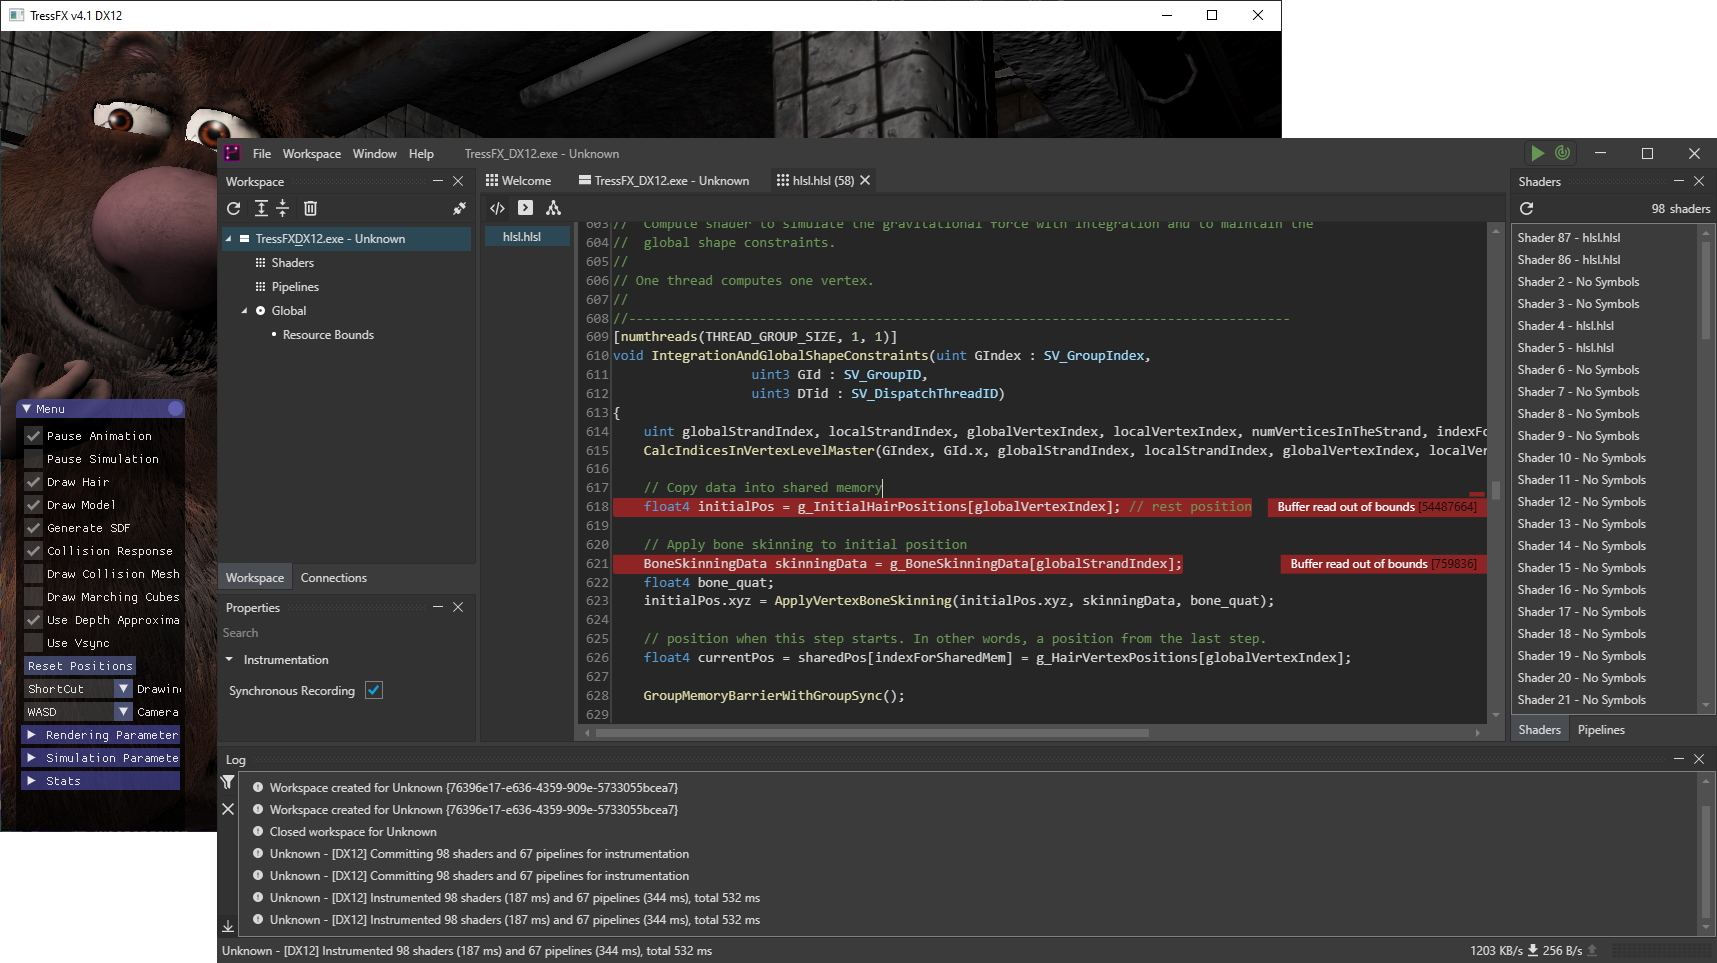 TressFX v4.1 DX12
Menu
Pause Animation
Pause Simulation
Draw Hair
Draw Model
Generate SDF
Collision Response
Draw Collision Mesh
Draw Marching Cubes
Use Depth Approxima
Use Vsync
Reset Positions
ShortCut Drawin
WASD Camera
Rendering Parameter
Simulation Paramete
Stats
File Workspace Window Help TressFX_DX12.exe - Unknown
Workspace
TressFXDX12.exe - Unknown
Shaders
Pipelines
Global
Resource Bounds
Workspace Connections
Properties
Search
Instrumentation
Synchronous Recording
Welcome TressFX_DX12.exe - Unknown hlsl.hlsl (58)
hlsl.hlsl
603 // Compute shader to simulate the gravitational force with integration and to maintain the
604 // global shape constraints.
605 //
606 // One thread computes one vertex.
607 //
608 //--------------------------------------------------------------------------------------
609 [numthreads(THREAD_GROUP_SIZE, 1, 1)]
610 void IntegrationAndGlobalShapeConstraints(uint GIndex : SV_GroupIndex,
611 uint3 GId : SV_GroupID,
612 uint3 DTid : SV_DispatchThreadID)
613 {
614 uint globalStrandIndex, localStrandIndex, globalVertexIndex, localVertexIndex, numVerticesInTheStrand, indexFo
615 CalcIndicesInVertexLevelMaster(GIndex, GId.x, globalStrandIndex, localStrandIndex, globalVertexIndex, localVer
616
617 // Copy data into shared memory
618 float4 initialPos = g_InitialHairPositions[globalVertexIndex]; // rest position Buffer read out of bounds [54487664]
619
620 // Apply bone skinning to initial position
621 BoneSkinningData skinningData = g_BoneSkinningData[globalStrandIndex]; Buffer read out of bounds [759836]
622 float4 bone_quat;
623 initialPos.xyz = ApplyVertexBoneSkinning(initialPos.xyz, skinningData, bone_quat);
624
625 // position when this step starts. In other words, a position from the last step.
626 float4 currentPos = sharedPos[indexForSharedMem] = g_HairVertexPositions[globalVertexIndex];
627
628 GroupMemoryBarrierWithGroupSync();
629
Shaders
98 shaders
Shader 87 - hlsl.hlsl
Shader 86 - hlsl.hlsl
Shader 2 - No Symbols
Shader 3 - No Symbols
Shader 4 - hlsl.hlsl
Shader 5 - hlsl.hlsl
Shader 6 - No Symbols
Shader 7 - No Symbols
Shader 8 - No Symbols
Shader 9 - No Symbols
Shader 10 - No Symbols
Shader 11 - No Symbols
Shader 12 - No Symbols
Shader 13 - No Symbols
Shader 14 - No Symbols
Shader 15 - No Symbols
Shader 16 - No Symbols
Shader 17 - No Symbols
Shader 18 - No Symbols
Shader 19 - No Symbols
Shader 20 - No Symbols
Shader 21 - No Symbols
Shaders Pipelines
Log
Workspace created for Unknown {76396e17-e636-4359-909e-5733055bcea7}
Workspace created for Unknown {76396e17-e636-4359-909e-5733055bcea7}
Closed workspace for Unknown
Unknown - [DX12] Committing 98 shaders and 67 pipelines for instrumentation
Unknown - [DX12] Committing 98 shaders and 67 pipelines for instrumentation
Unknown - [DX12] Instrumented 98 shaders (187 ms) and 67 pipelines (344 ms), total 532 ms
Unknown - [DX12] Instrumented 98 shaders (187 ms) and 67 pipelines (344 ms), total 532 ms
Unknown - [DX12] Instrumented 98 shaders (187 ms) and 67 pipelines (344 ms), total 532 ms 1203 KB/s 256 B/s